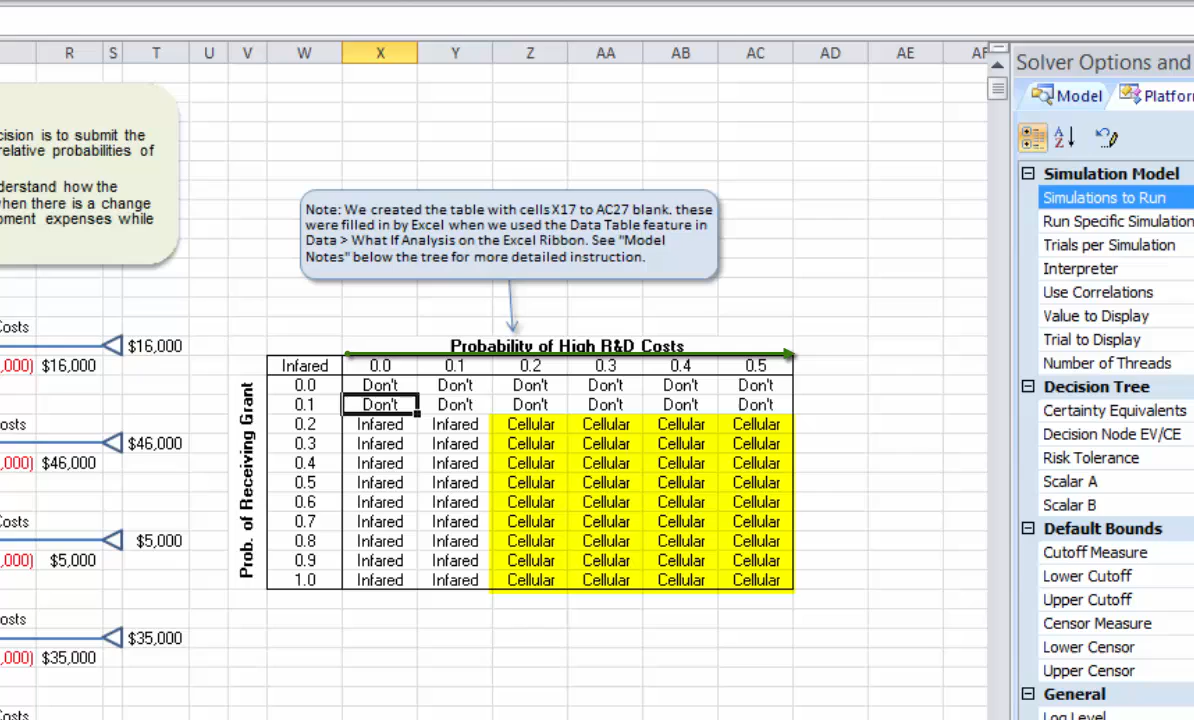 R S T U V W X Y Z AA AB AC AD AE AF
cision is to submit the
relative probabilities of
derstand how the
when there is a change
pment expenses while
Note: We created the table with cells X17 to AC27 blank. these
were filled in by Excel when we used the Data Table feature in
Data > What If Analysis on the Excel Ribbon. See "Model
Notes" below the tree for more detailed instruction.
Costs
$16,000
,000) $16,000
osts
$46,000
,000) $46,000
Costs
$5,000
,000) $5,000
osts
$35,000
,000) $35,000
Costs
Probability of High R&D Costs
Prob. of Receiving Grant
Infared 0.0 0.1 0.2 0.3 0.4 0.5
0.0 Don't Don't Don't Don't Don't Don't
0.1 Don't Don't Don't Don't Don't Don't
0.2 Infared Infared Cellular Cellular Cellular Cellular
0.3 Infared Infared Cellular Cellular Cellular Cellular
0.4 Infared Infared Cellular Cellular Cellular Cellular
0.5 Infared Infared Cellular Cellular Cellular Cellular
0.6 Infared Infared Cellular Cellular Cellular Cellular
0.7 Infared Infared Cellular Cellular Cellular Cellular
0.8 Infared Infared Cellular Cellular Cellular Cellular
0.9 Infared Infared Cellular Cellular Cellular Cellular
1.0 Infared Infared Cellular Cellular Cellular Cellular
Solver Options and
Model Platfor
Simulation Model
Simulations to Run
Run Specific Simulation
Trials per Simulation
Interpreter
Use Correlations
Value to Display
Trial to Display
Number of Threads
Decision Tree
Certainty Equivalents
Decision Node EV/CE
Risk Tolerance
Scalar A
Scalar B
Default Bounds
Cutoff Measure
Lower Cutoff
Upper Cutoff
Censor Measure
Lower Censor
Upper Censor
General
Log Level